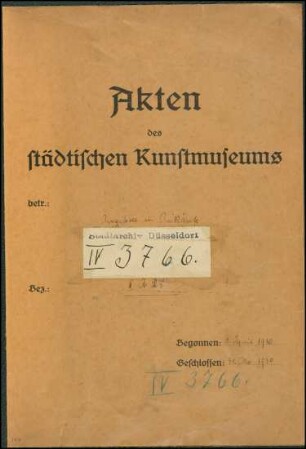 Akten
des
städtischen Kunstmuseums
betr.:
Stadtarchiv Düsseldorf
IV 3766.
Bez.:
Begonnen:
Geschlossen:
IV 3766.